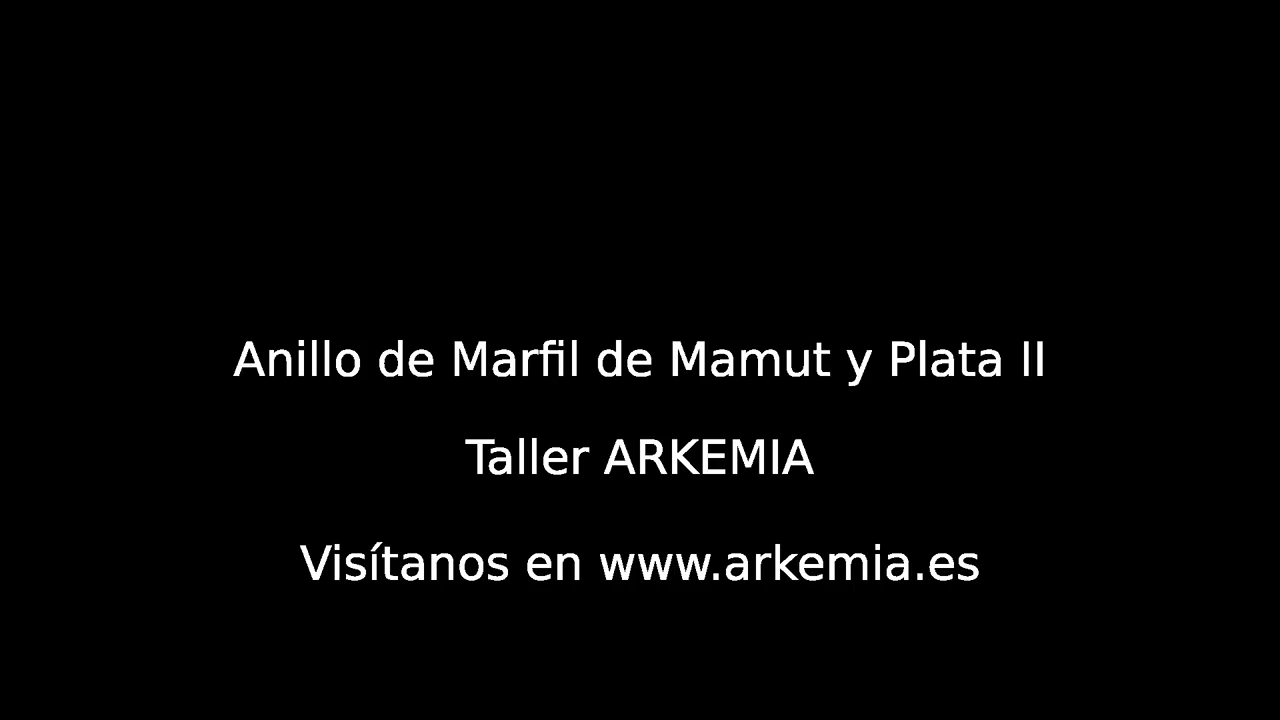 Anillo de Marfil de Mamut y Plata II
Taller ARKEMIA
Visítanos en www.arkemia.es